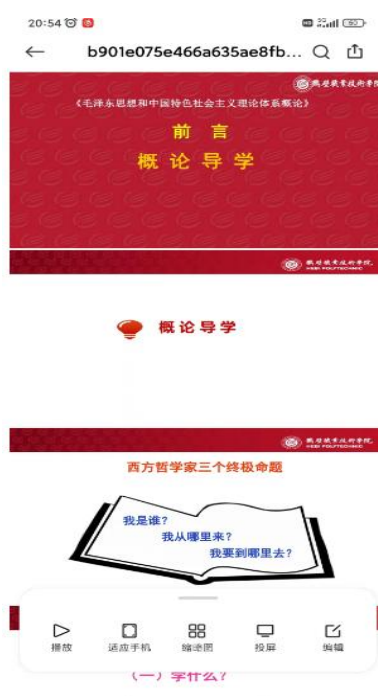 20:54
b901e075e466a635ae8fb...
《毛泽东思想和中国特色社会主义理论体系概论》
前 言
概 论 导 学
概 论 导 学
西方哲学家三个终极命题
我是谁?
我从哪里来?
我要到哪里去?
播放
适应手机
缩略图
投屏
编辑
(一) 学什么?